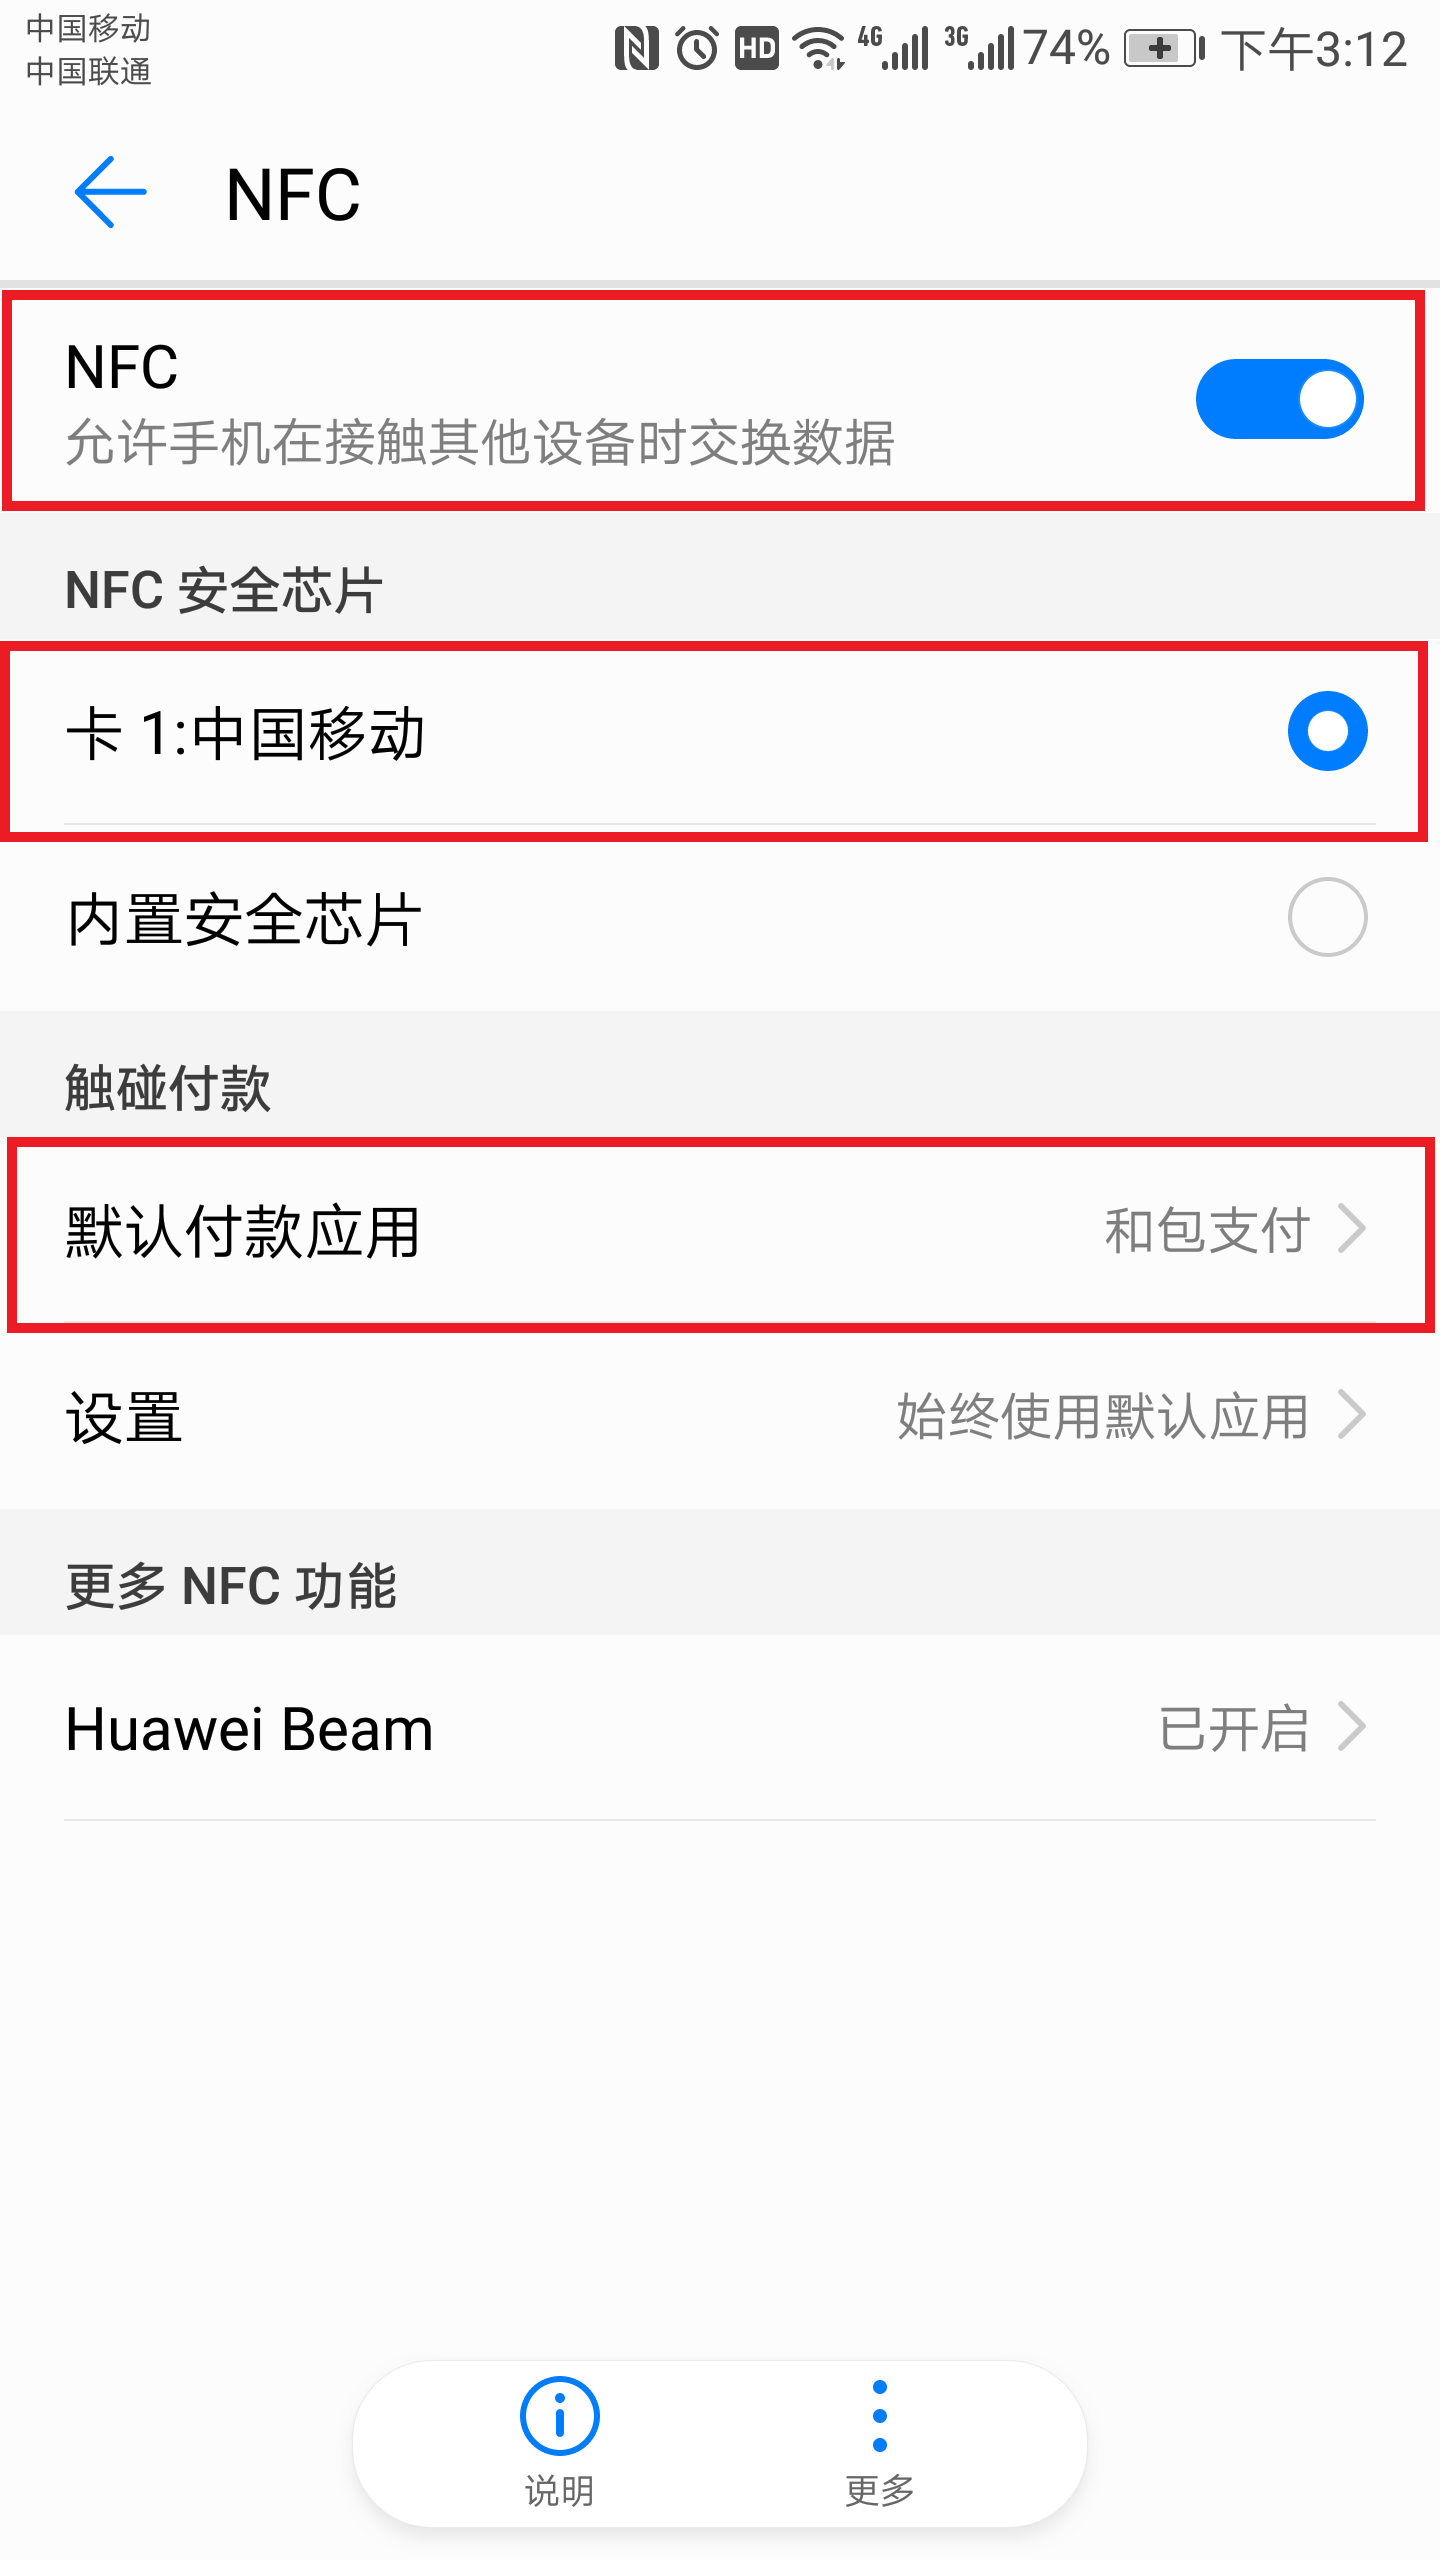 中国移动
中国联通
HD 4G 3G 74% 下午3:12
NFC
NFC
允许手机在接触其他设备时交换数据
NFC 安全芯片
卡 1:中国移动
内置安全芯片
触碰付款
默认付款应用 和包支付
设置 始终使用默认应用
更多 NFC 功能
Huawei Beam 已开启
说明 更多